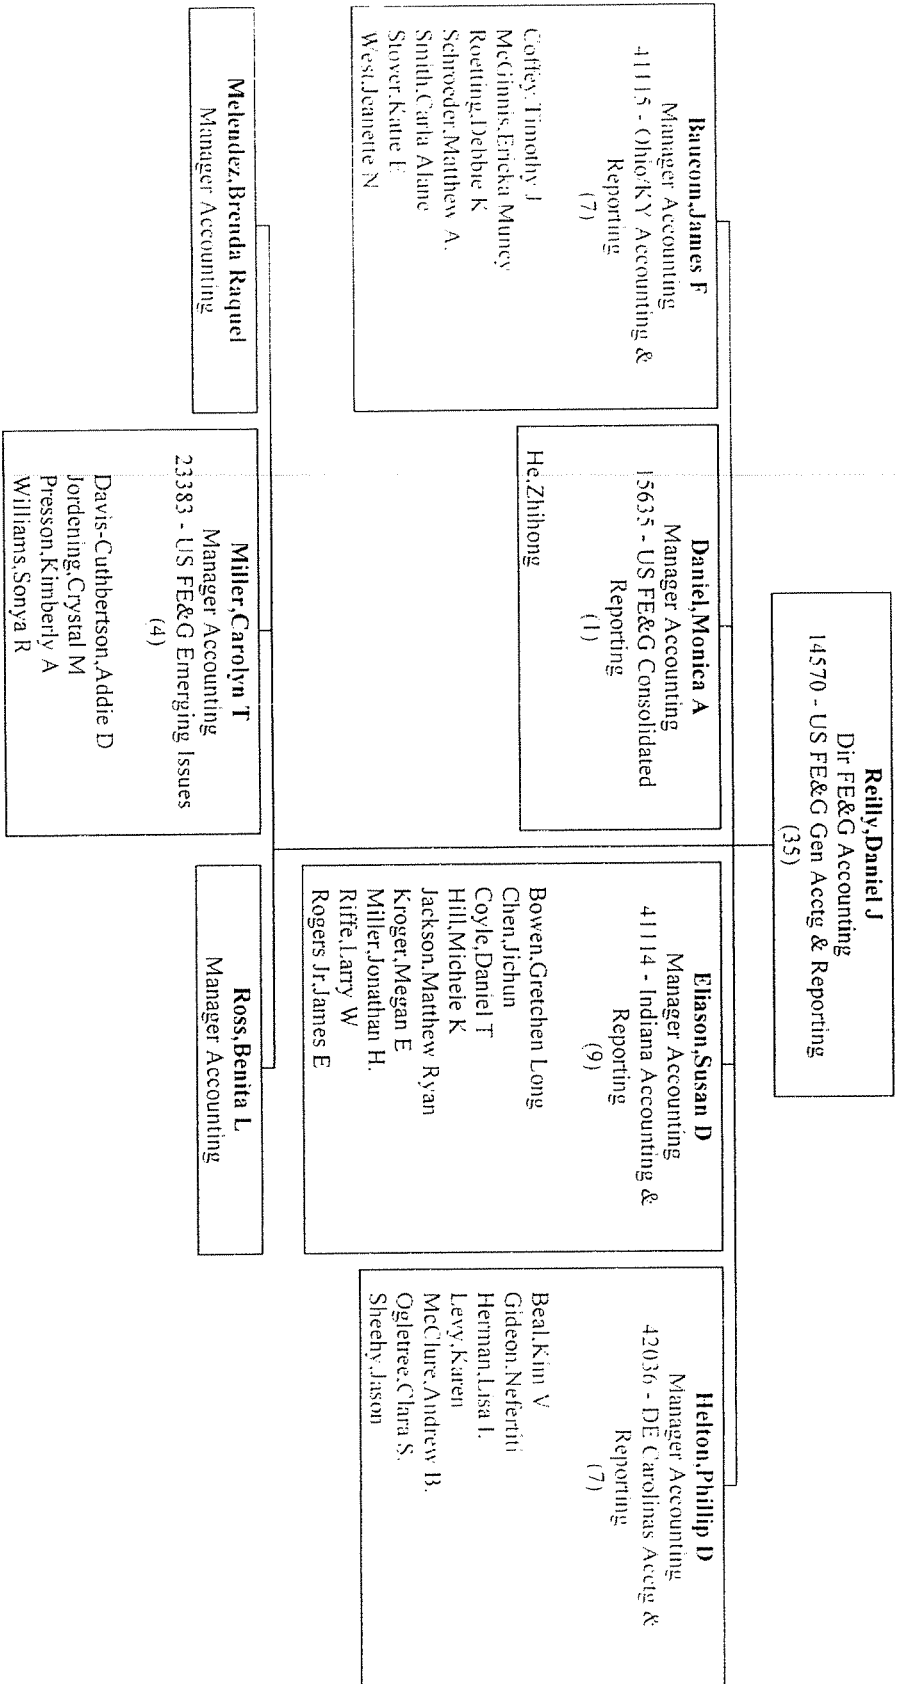 Reilly,Daniel J
Dir FE&G Accounting
14570 - US FE&G Gen Acctg & Reporting
(35)
Baucom,James F
Manager Accounting
41115 - Ohio/KY Accounting &
Reporting
(7)
Coffey,Timothy J
McGinnis,Ericka Muncy
Roetting,Debbie K
Schroeder,Matthew A.
Smith,Carla Alane
Stover,Katie E
West,Jeanette N
Daniel,Monica A
Manager Accounting
15635 - US FE&G Consolidated
Reporting
(1)
He,Zhihong
Eliason,Susan D
Manager Accounting
41114 - Indiana Accounting &
Reporting
(9)
Bowen,Gretchen Long
Chen,Jichun
Coyle,Daniel T
Hill,Michele K
Jackson,Matthew Ryan
Kroger,Megan E
Miller,Jonathan H.
Riffe,Larry W
Rogers Jr,James E
Helton,Phillip D
Manager Accounting
42036 - DE Carolinas Acctg &
Reporting
(7)
Beal,Kim V
Gideon,Nefertiti
Herman,Lisa I.
Levy,Karen
McClure,Andrew B.
Ogletree,Clara S.
Sheehy,Jason
Melendez,Brenda Raquel
Manager Accounting
Miller,Carolyn T
Manager Accounting
23383 - US FE&G Emerging Issues
(4)
Davis-Cuthbertson,Addie D
Jordening,Crystal M
Presson,Kimberly A
Williams,Sonya R
Ross,Benita L
Manager Accounting